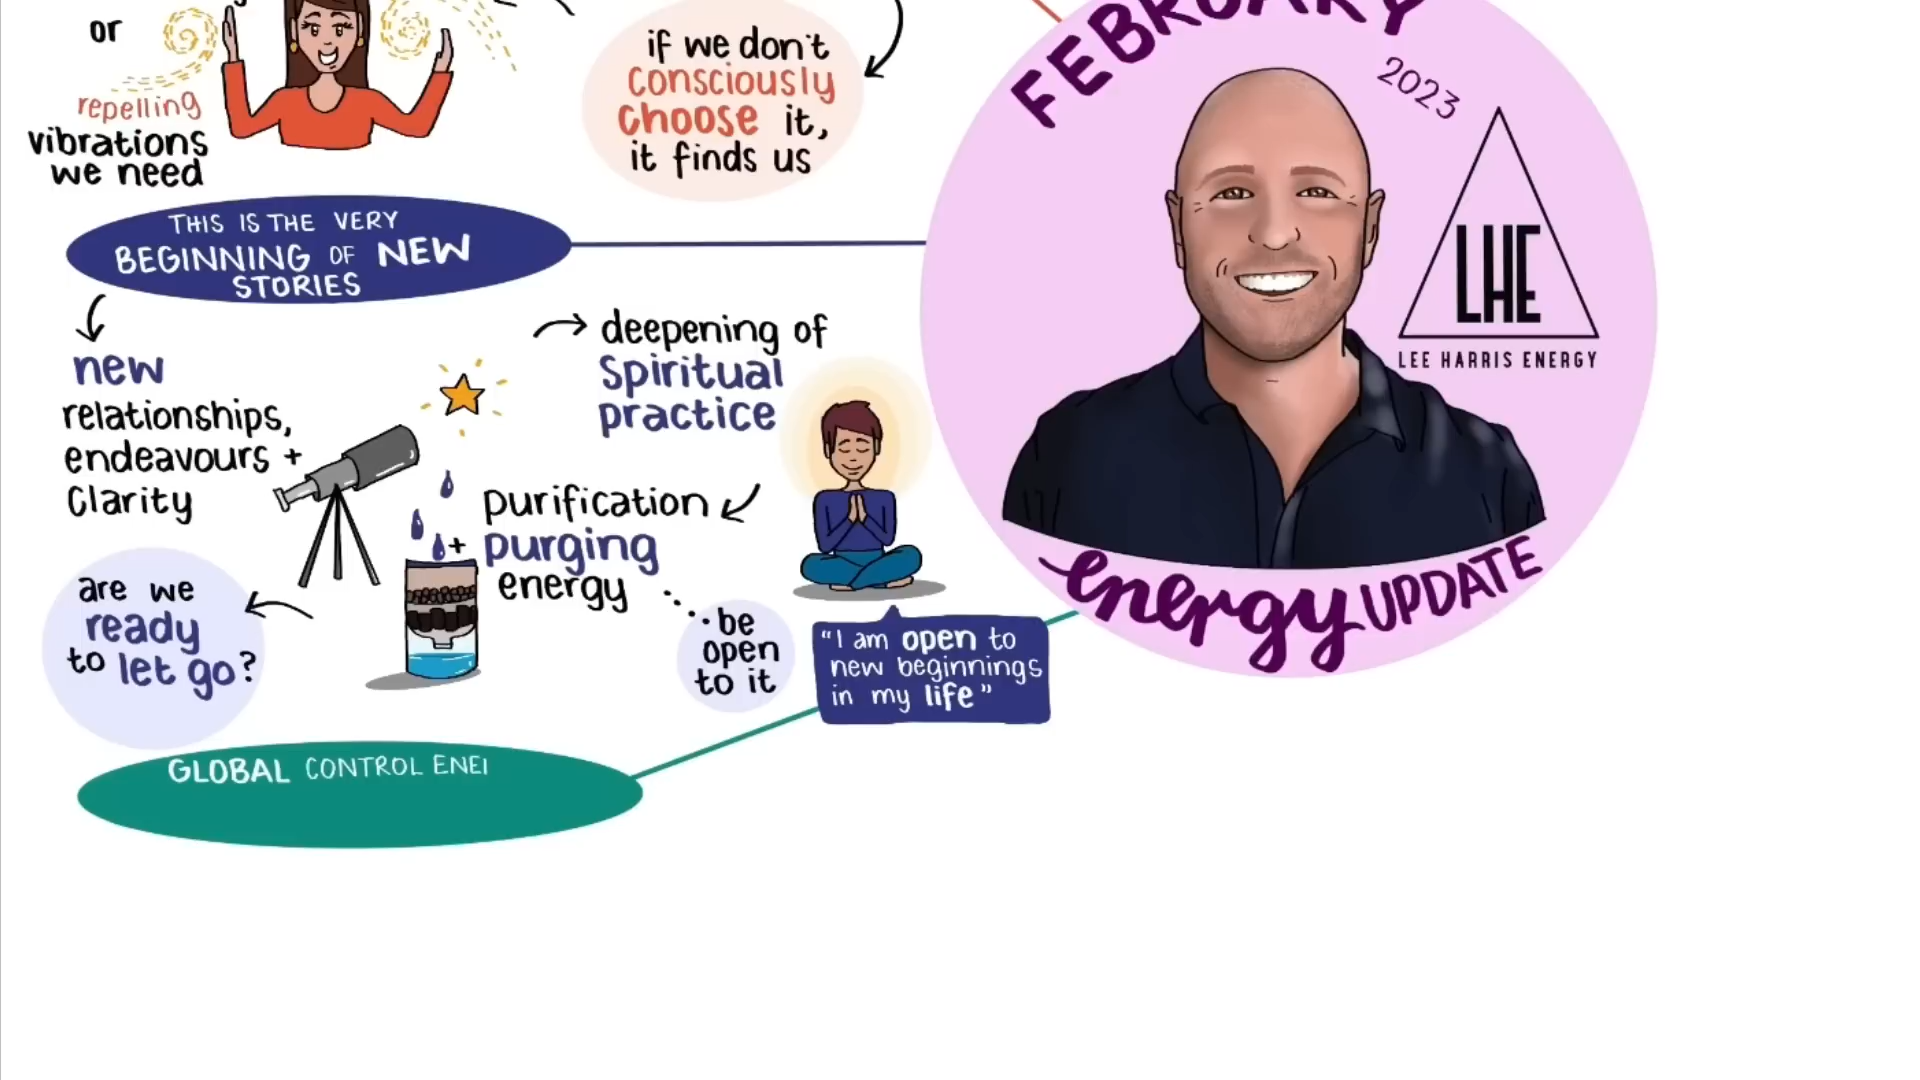 or
repelling
vibrations
we need
if we don't
consciously
choose it,
it finds us
THIS IS THE VERY
BEGINNING OF NEW
STORIES
new
relationships,
endeavours +
Clarity
deepening of
Spiritual
practice
purification
+ purging
energy
are we
ready
to let go?
be
open
to it
"I am open to
new beginnings
in my life"
GLOBAL CONTROL ENE
FEBRUARY
2023
LHE
LEE HARRIS ENERGY
energy UPDATE